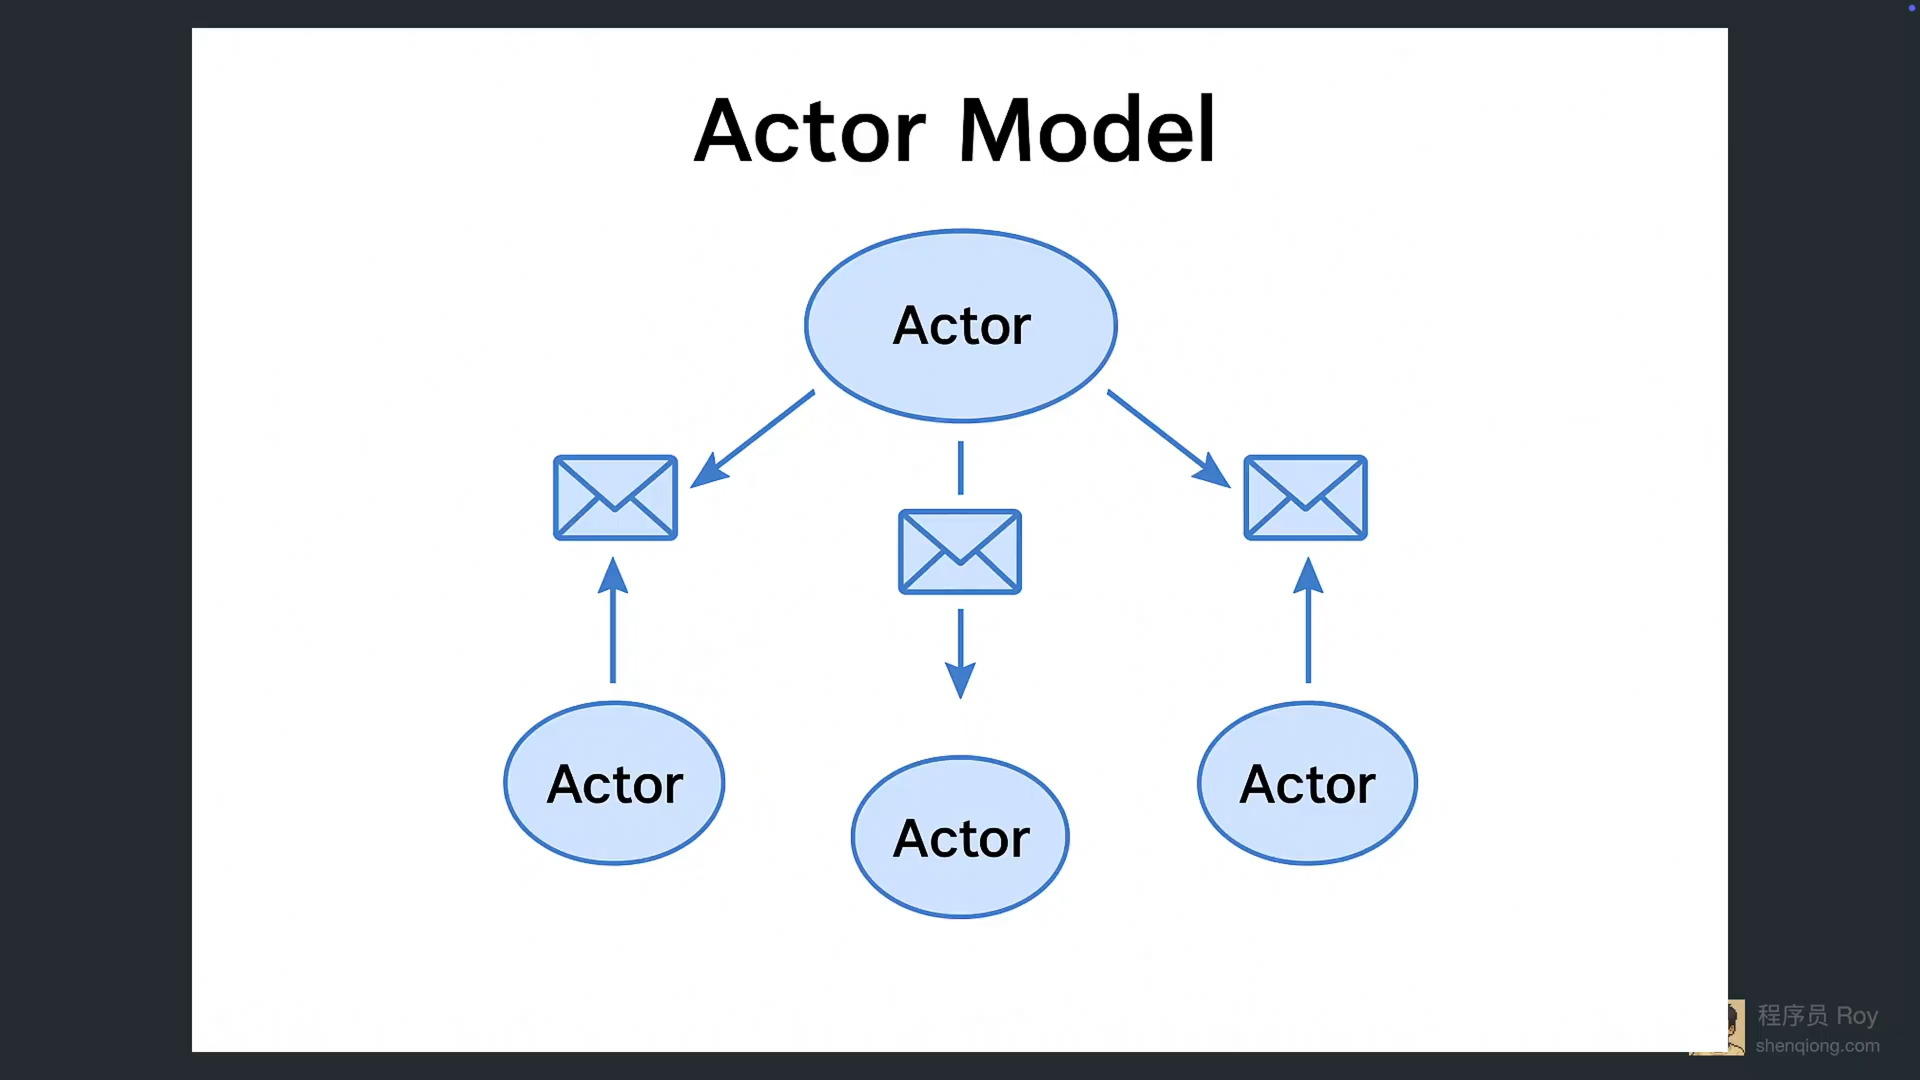 Actor Model
Actor
Actor
Actor
Actor
程序员 Roy
shenqiong.com